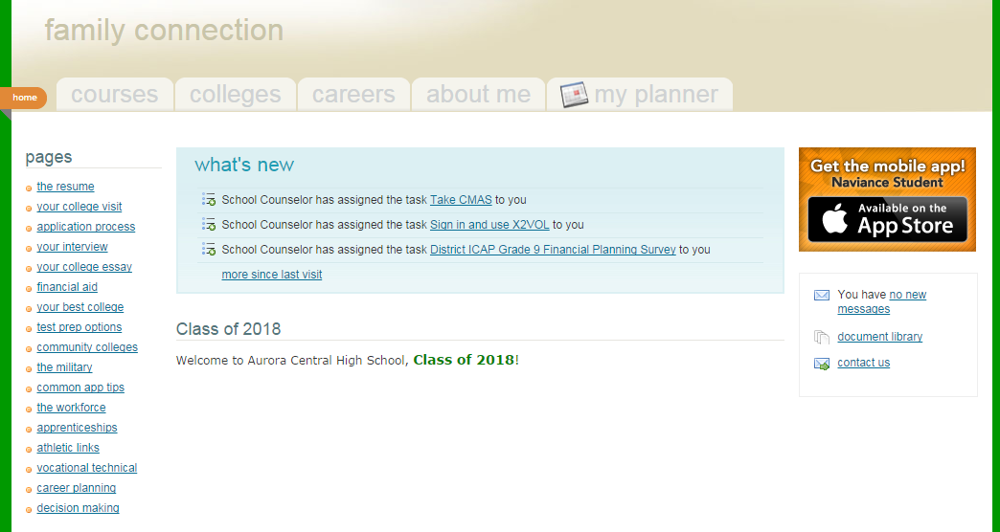 family connection
home
courses
colleges
careers
about me
my planner
pages
the resume
your college visit
application process
your interview
your college essay
financial aid
your best college
test prep options
community colleges
the military
common app tips
the workforce
apprenticeships
athletic links
vocational technical
career planning
decision making
what's new
School Counselor has assigned the task Take CMAS to you
School Counselor has assigned the task Sign in and use X2VOL to you
School Counselor has assigned the task District ICAP Grade 9 Financial Planning Survey to you
more since last visit
Class of 2018
Welcome to Aurora Central High School, Class of 2018!
Get the mobile app!
Naviance Student
Available on the
App Store
You have no new
messages
document library
contact us